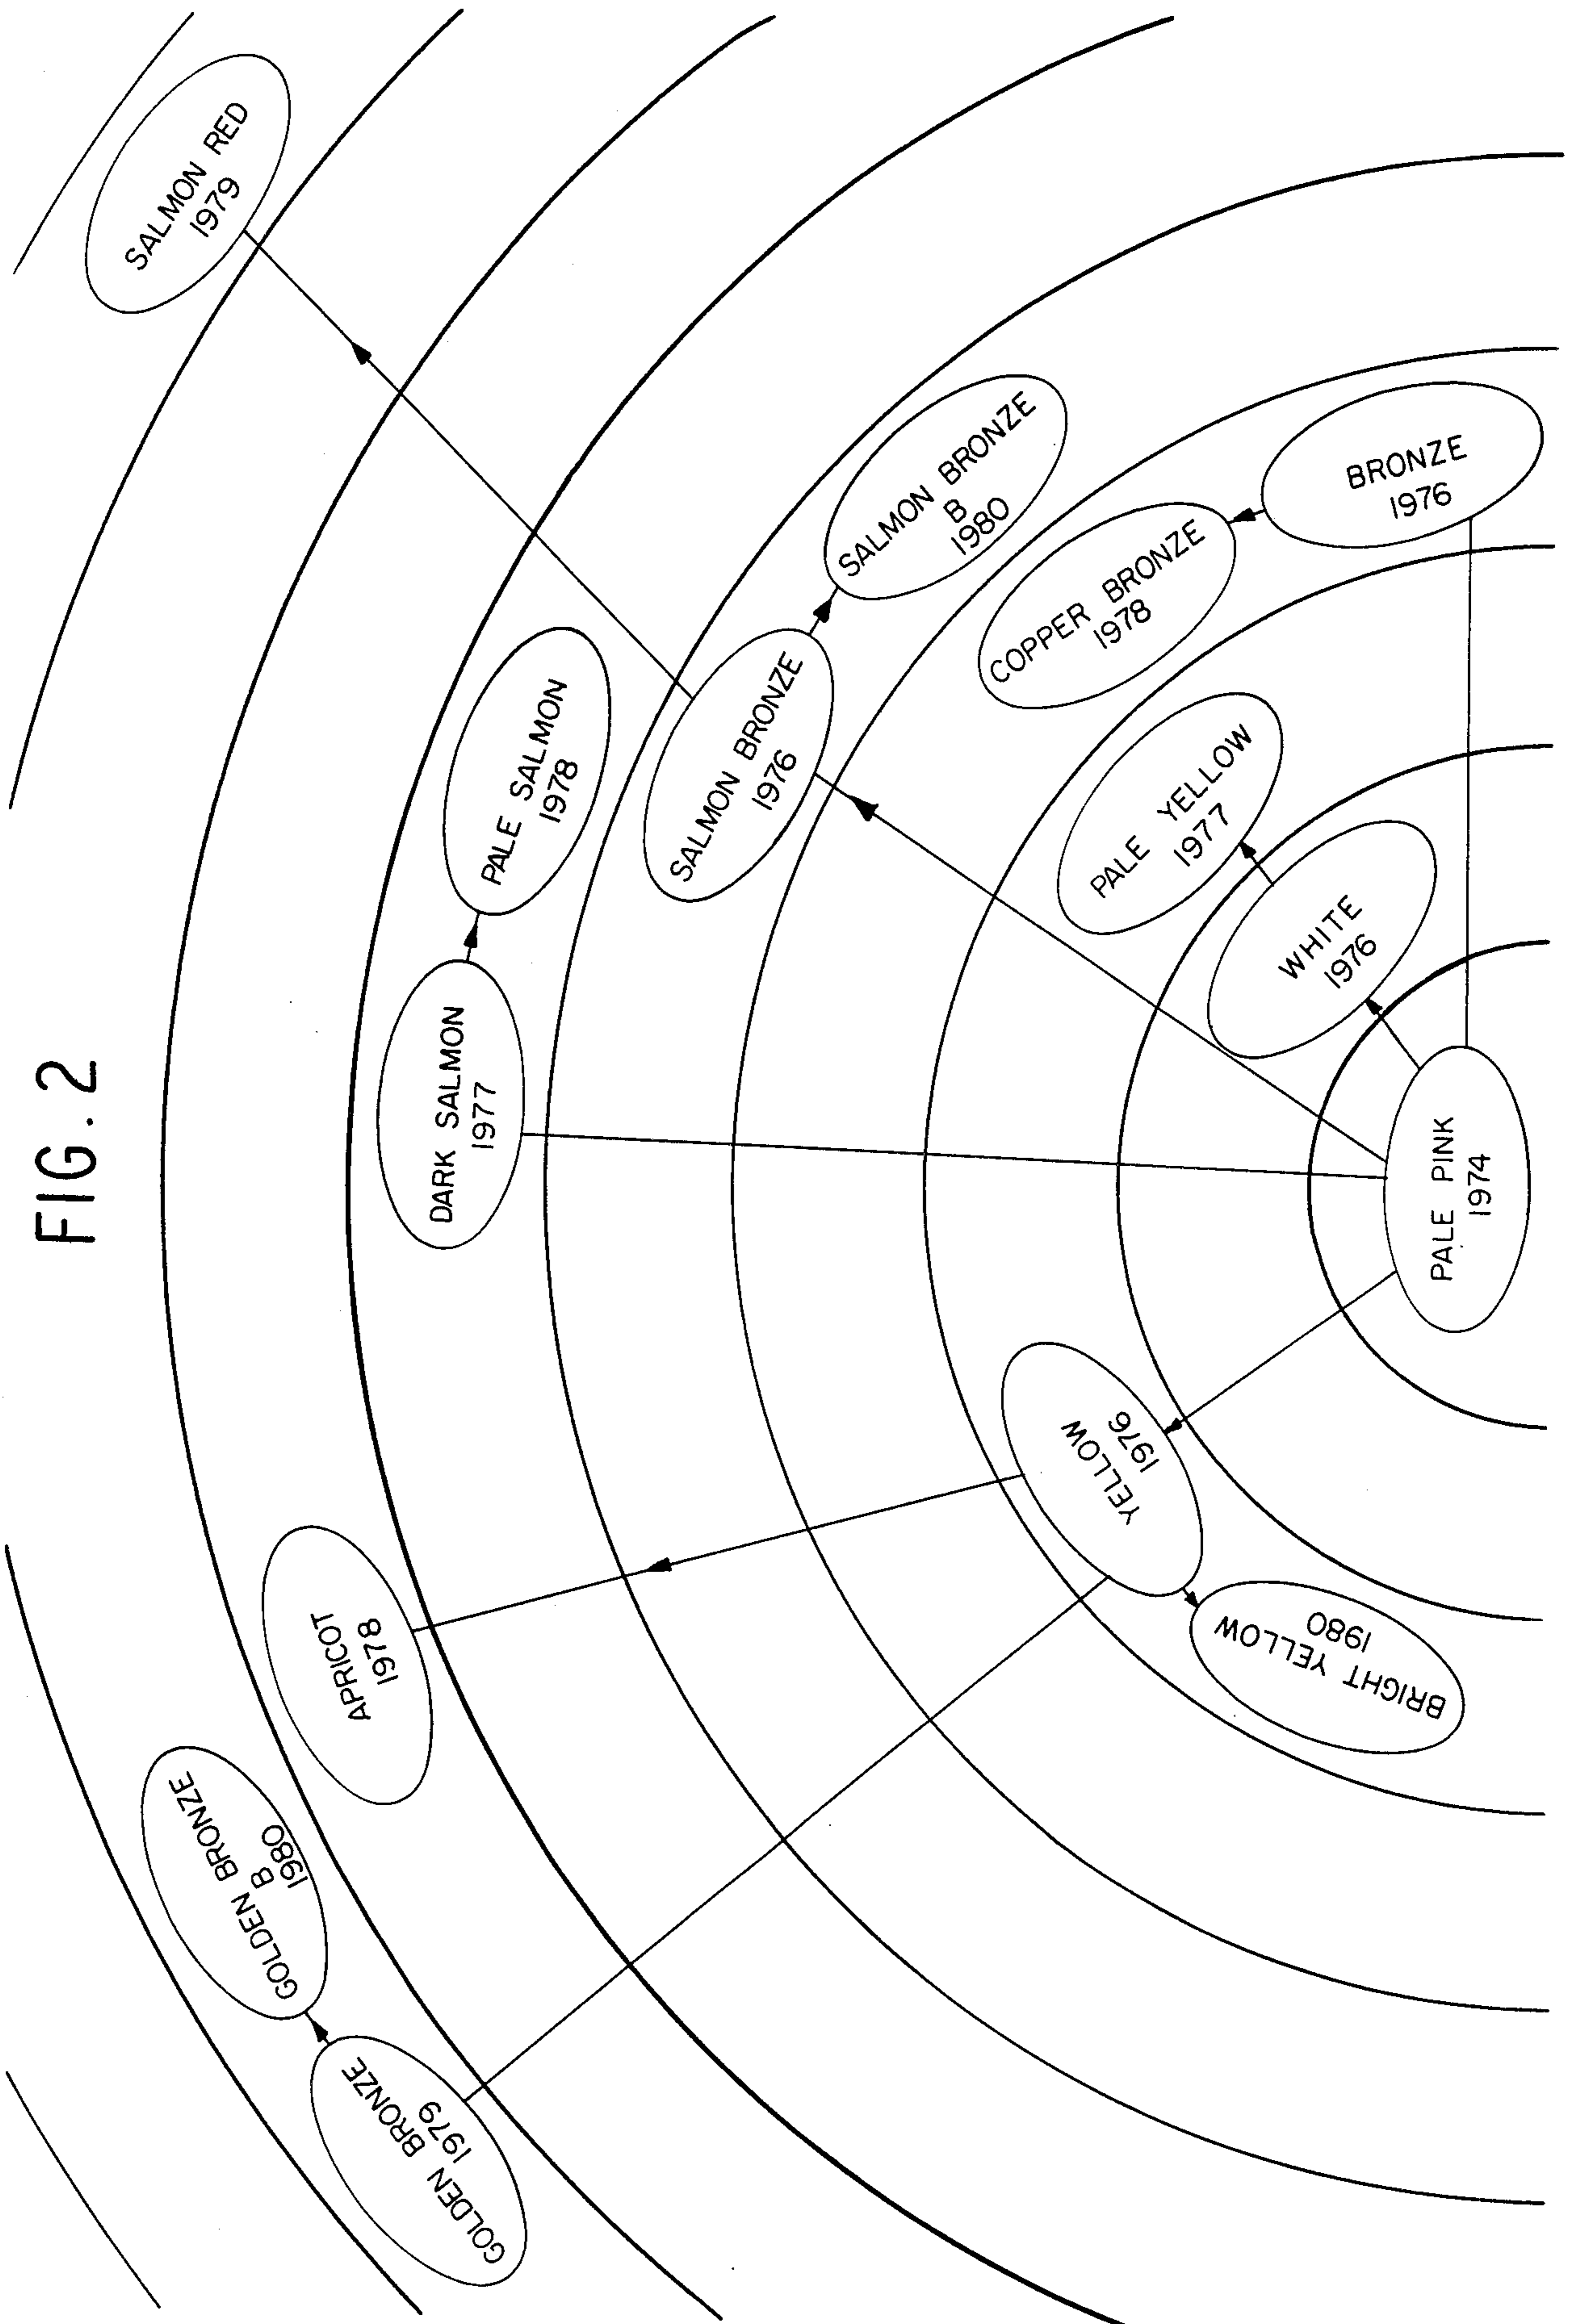 FIG. 2
SALMON RED
1979
PALE SALMON
1978
DARK SALMON
1977
SALMON BRONZE
1976
SALMON BRONZE
B
1980
COPPER BRONZE
1978
BRONZE
1976
PALE YELLOW
1977
WHITE
1976
PALE PINK
1974
YELLOW
1976
BRIGHT YELLOW
1980
APRICOT
1978
GOLDEN BRONZE
B
1980
GOLDEN BRONZE
1979